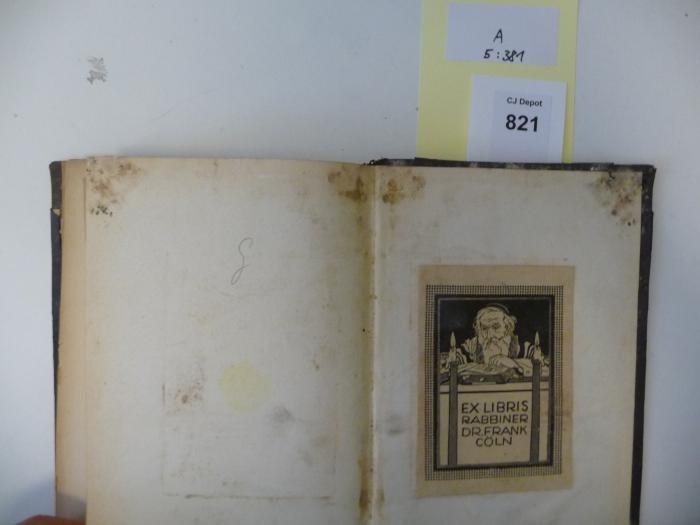 A
5:381
CJ Depot
821
EX LIBRIS
RABBINER
DR. FRANK
CÖLN